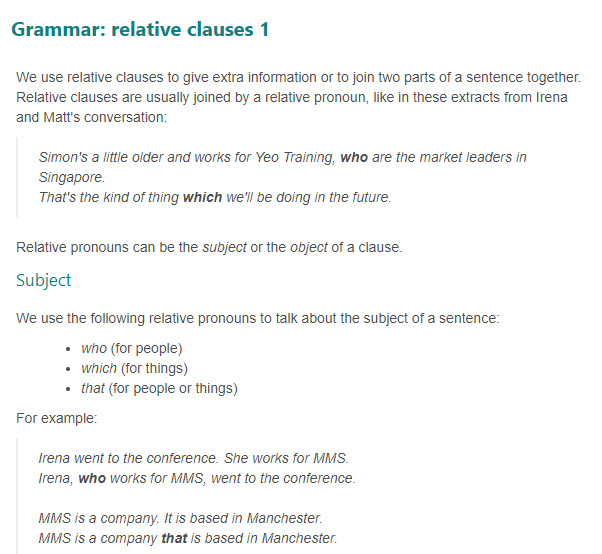 Grammar: relative clauses 1
We use relative clauses to give extra information or to join two parts of a sentence together.
Relative clauses are usually joined by a relative pronoun, like in these extracts from Irena
and Matt's conversation:
Simon's a little older and works for Yeo Training, who are the market leaders in
Singapore.
That's the kind of thing which we'll be doing in the future.
Relative pronouns can be the subject or the object of a clause.
Subject
We use the following relative pronouns to talk about the subject of a sentence:
• who (for people)
• which (for things)
• that (for people or things)
For example:
Irena went to the conference. She works for MMS.
Irena, who works for MMS, went to the conference.
MMS is a company. It is based in Manchester.
MMS is a company that is based in Manchester.